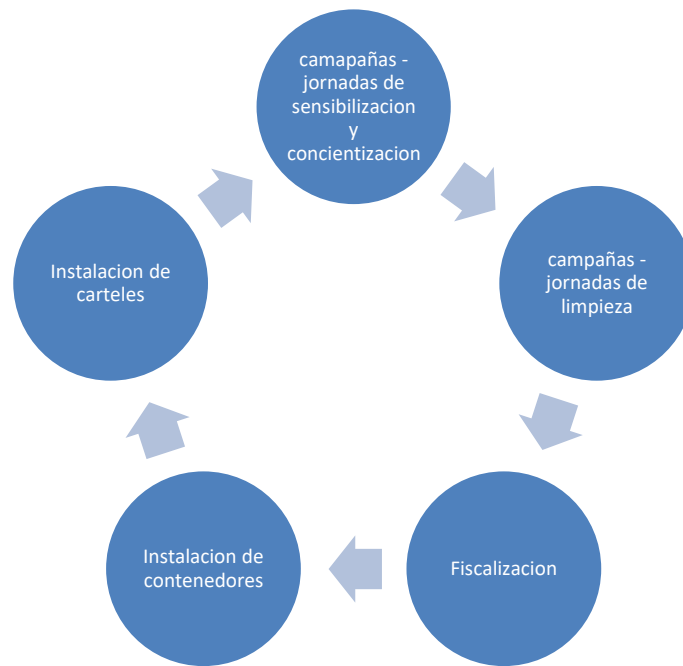 camapañas -
jornadas de
sensibilizacion
y
concientizacion
campañas -
jornadas de
limpieza
Fiscalizacion
Instalacion de
contenedores
Instalacion de
carteles